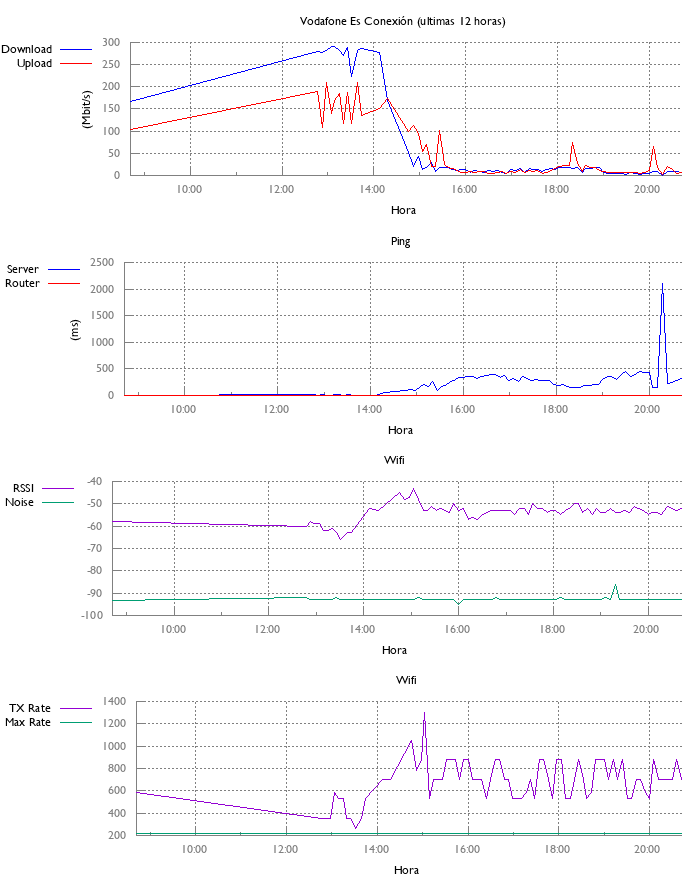 Vodafone Es Conexión (ultimas 12 horas)
Download
Upload
300
250
200
150
100
50
0
(Mbit/s)
10:00 12:00 14:00 16:00 18:00 20:00
Hora
Ping
Server
Router
2500
2000
1500
1000
500
0
(ms)
10:00 12:00 14:00 16:00 18:00 20:00
Hora
Wifi
RSSI
Noise
-40
-50
-60
-70
-80
-90
-100
10:00 12:00 14:00 16:00 18:00 20:00
Hora
Wifi
TX Rate
Max Rate
1400
1200
1000
800
600
400
200
10:00 12:00 14:00 16:00 18:00 20:00
Hora